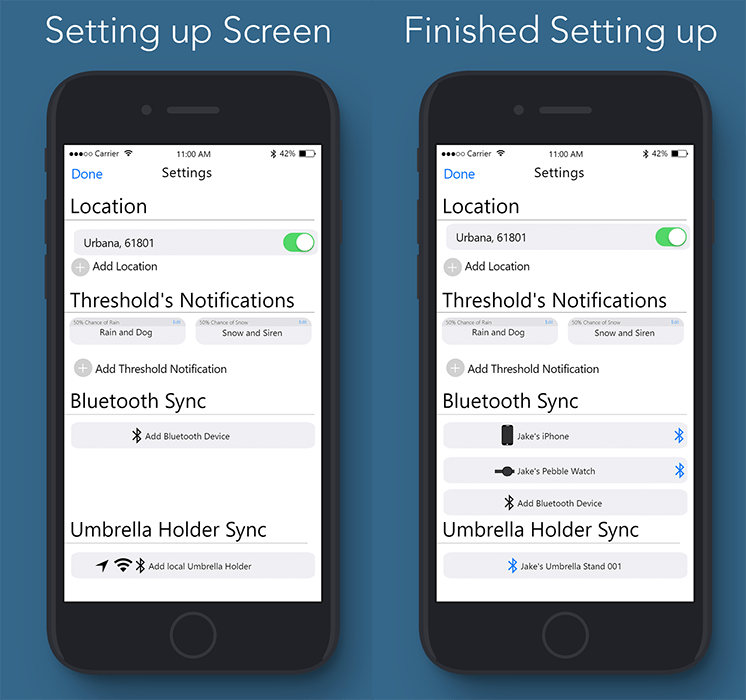 Setting up Screen
Carrier 11:00 AM 42%
Done Settings
Location
Urbana, 61801
Add Location
Threshold's Notifications
50% Chance of Rain Edit 50% Chance of Snow Edit
Rain and Dog Snow and Siren
Add Threshold Notification
Bluetooth Sync
Add Bluetooth Device
Umbrella Holder Sync
Add local Umbrella Holder
Finished Setting up
Carrier 11:00 AM 42%
Done Settings
Location
Urbana, 61801
Add Location
Threshold's Notifications
50% Chance of Rain Edit 50% Chance of Snow Edit
Rain and Dog Snow and Siren
Add Threshold Notification
Bluetooth Sync
Jake's iPhone
Jake's Pebble Watch
Add Bluetooth Device
Umbrella Holder Sync
Jake's Umbrella Stand 001